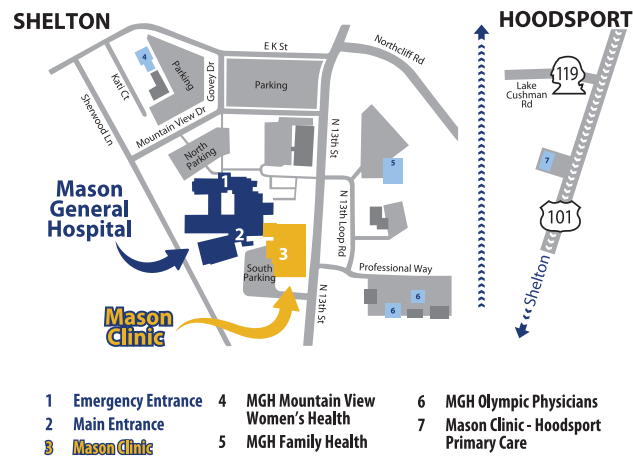 SHELTON
HOODSPORT
E K St
Northcliff Rd
4
Parking
Kati Ct
Govey Dr
Parking
119
Lake
Cushman
Rd
Sherwood Ln
Mountain View Dr
N 13th St
North
Parking
5
7
1
Mason
General
Hospital
2
3
N 13th Loop Rd
101
South
Parking
Professional Way
6
6
N 13th St
Shelton
Mason
Clinic
1 Emergency Entrance
2 Main Entrance
3 Mason Clinic
4 MGH Mountain View
Women's Health
5 MGH Family Health
6 MGH Olympic Physicians
7 Mason Clinic - Hoodsport
Primary Care